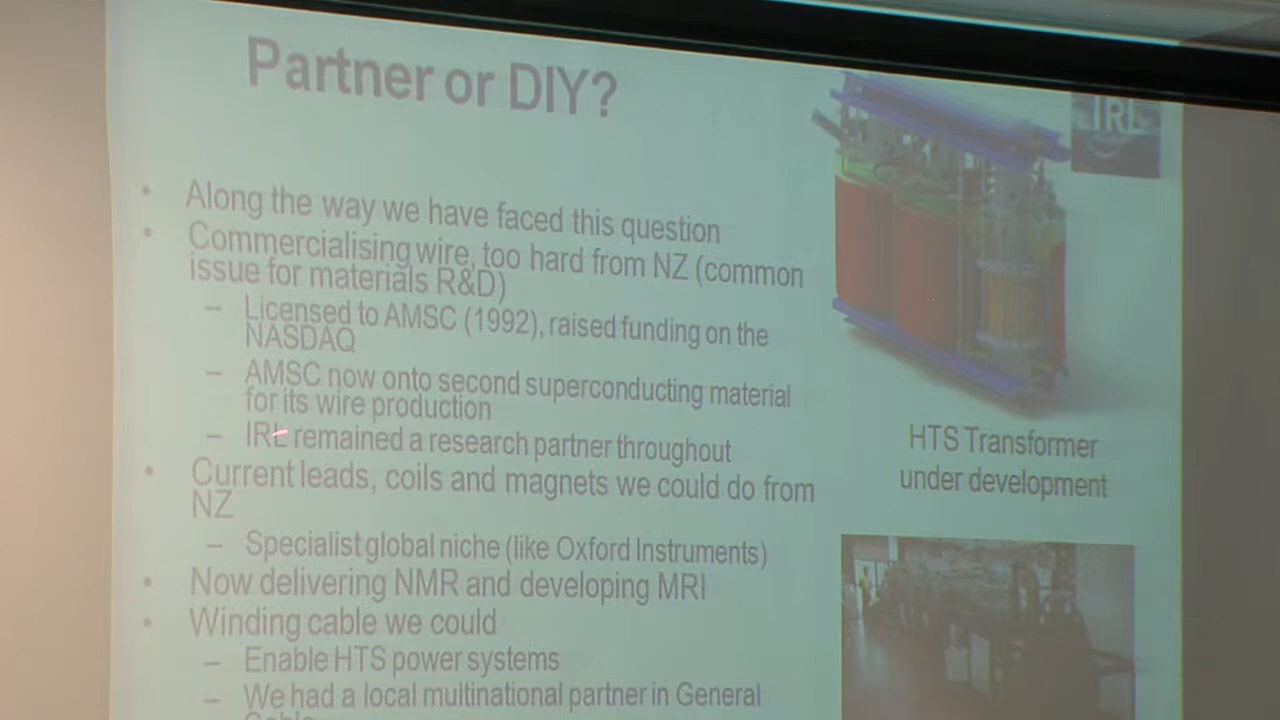 Partner or DIY?
IRL
• Along the way we have faced this question
• Commercialising wire, too hard from NZ (common
issue for materials R&D)
– Licensed to AMSC (1992), raised funding on the
NASDAQ
– AMSC now onto second superconducting material
for its wire production
– IRL remained a research partner throughout
• Current leads, coils and magnets we could do from
NZ
– Specialist global niche (like Oxford Instruments)
• Now delivering NMR and developing MRI
• Winding cable we could
– Enable HTS power systems
– We had a local multinational partner in General
Cable
HTS Transformer
under development